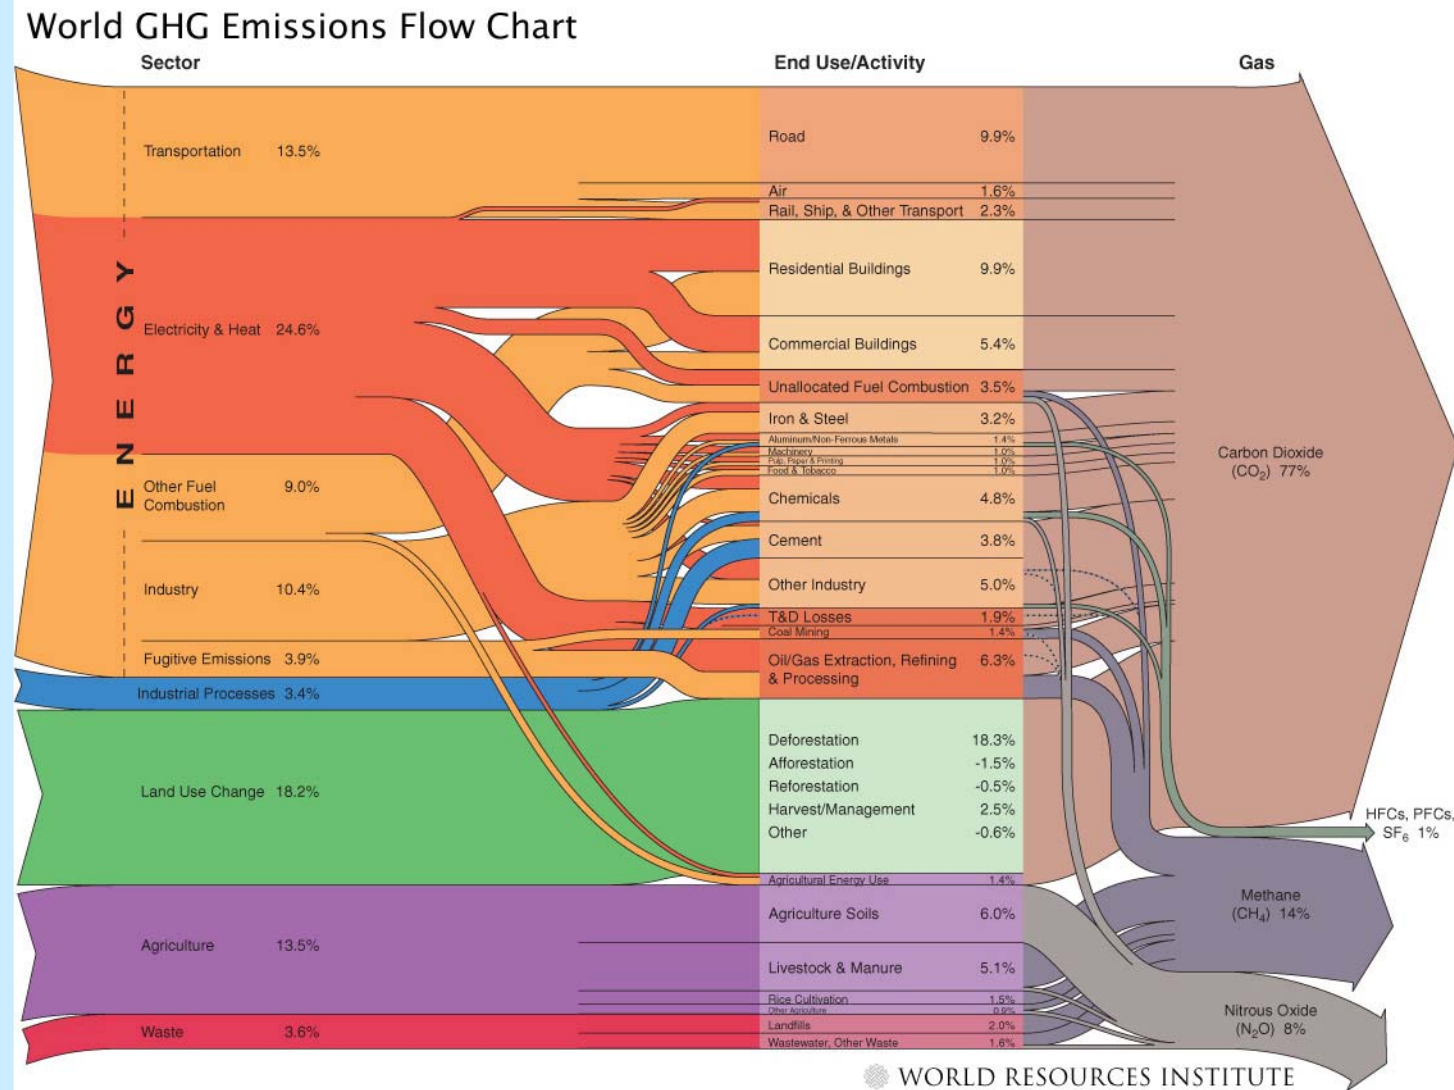 World GHG Emissions Flow Chart
Sector
End Use/Activity
Gas
ENERGY
Transportation 13.5%
Electricity & Heat 24.6%
Other Fuel
Combustion 9.0%
Industry 10.4%
Fugitive Emissions 3.9%
Industrial Processes 3.4%
Land Use Change 18.2%
Agriculture 13.5%
Waste 3.6%
Road 9.9%
Air 1.6%
Rail, Ship, & Other Transport 2.3%
Residential Buildings 9.9%
Commercial Buildings 5.4%
Unallocated Fuel Combustion 3.5%
Iron & Steel 3.2%
Aluminum/Non-Ferrous Metals 1.4%
Machinery 1.0%
Pulp, Paper & Printing 1.0%
Food & Tobacco 1.0%
Chemicals 4.8%
Cement 3.8%
Other Industry 5.0%
T&D Losses 1.9%
Coal Mining 1.4%
Oil/Gas Extraction, Refining 6.3%
& Processing
Deforestation 18.3%
Afforestation -1.5%
Reforestation -0.5%
Harvest/Management 2.5%
Other -0.6%
Agricultural Energy Use 1.4%
Agriculture Soils 6.0%
Livestock & Manure 5.1%
Rice Cultivation 1.5%
Other Agriculture 0.9%
Landfills 2.0%
Wastewater, Other Waste 1.6%
Carbon Dioxide
(CO₂) 77%
HFCs, PFCs,
SF₆ 1%
Methane
(CH₄) 14%
Nitrous Oxide
(N₂O) 8%
WORLD RESOURCES INSTITUTE